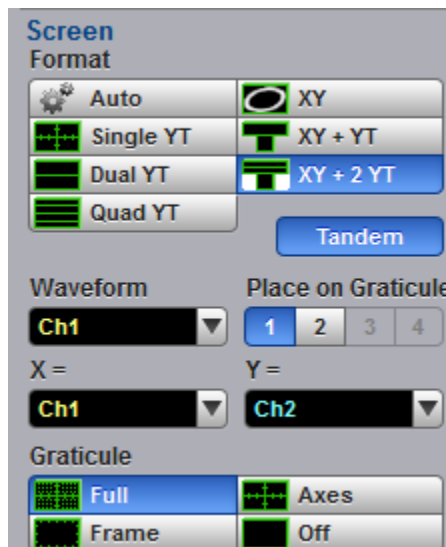 Screen
Format
Auto
XY
Single YT
XY + YT
Dual YT
XY + 2 YT
Quad YT
Tandem
Waveform
Place on Graticule
Ch1
1 2 3 4
X =
Y =
Ch1
Ch2
Graticule
Full
Axes
Frame
Off